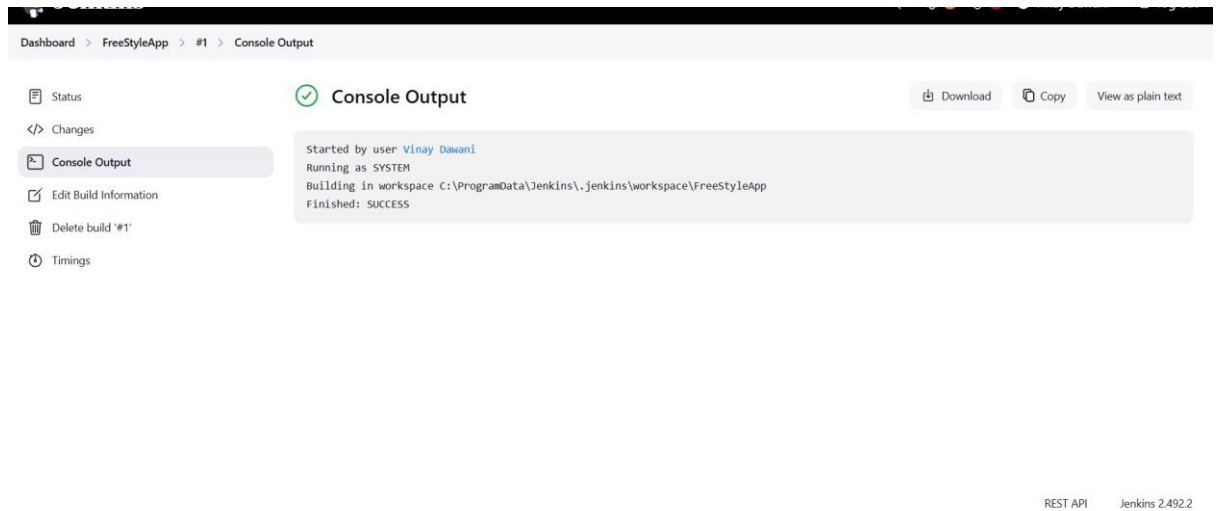 Dashboard > FreeStyleApp > #1 > Console Output
Status
Changes
Console Output
Edit Build Information
Delete build '#1'
Timings
Console Output
Download
Copy
View as plain text
Started by user Vinay Dawani
Running as SYSTEM
Building in workspace C:\ProgramData\Jenkins\.jenkins\workspace\FreeStyleApp
Finished: SUCCESS
REST API
Jenkins 2.492.2